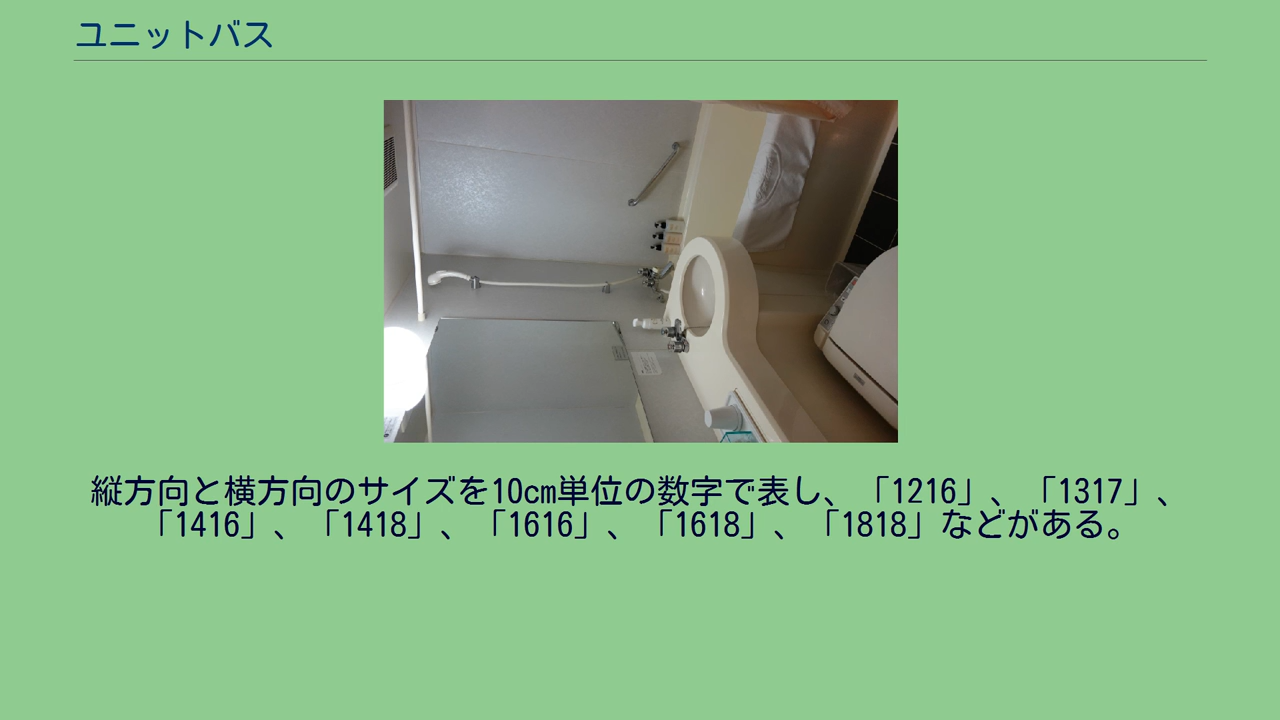 ユニットバス
縦方向と横方向のサイズを10cm単位の数字で表し、「1216」、「1317」、
「1416」、「1418」、「1616」、「1618」、「1818」などがある。